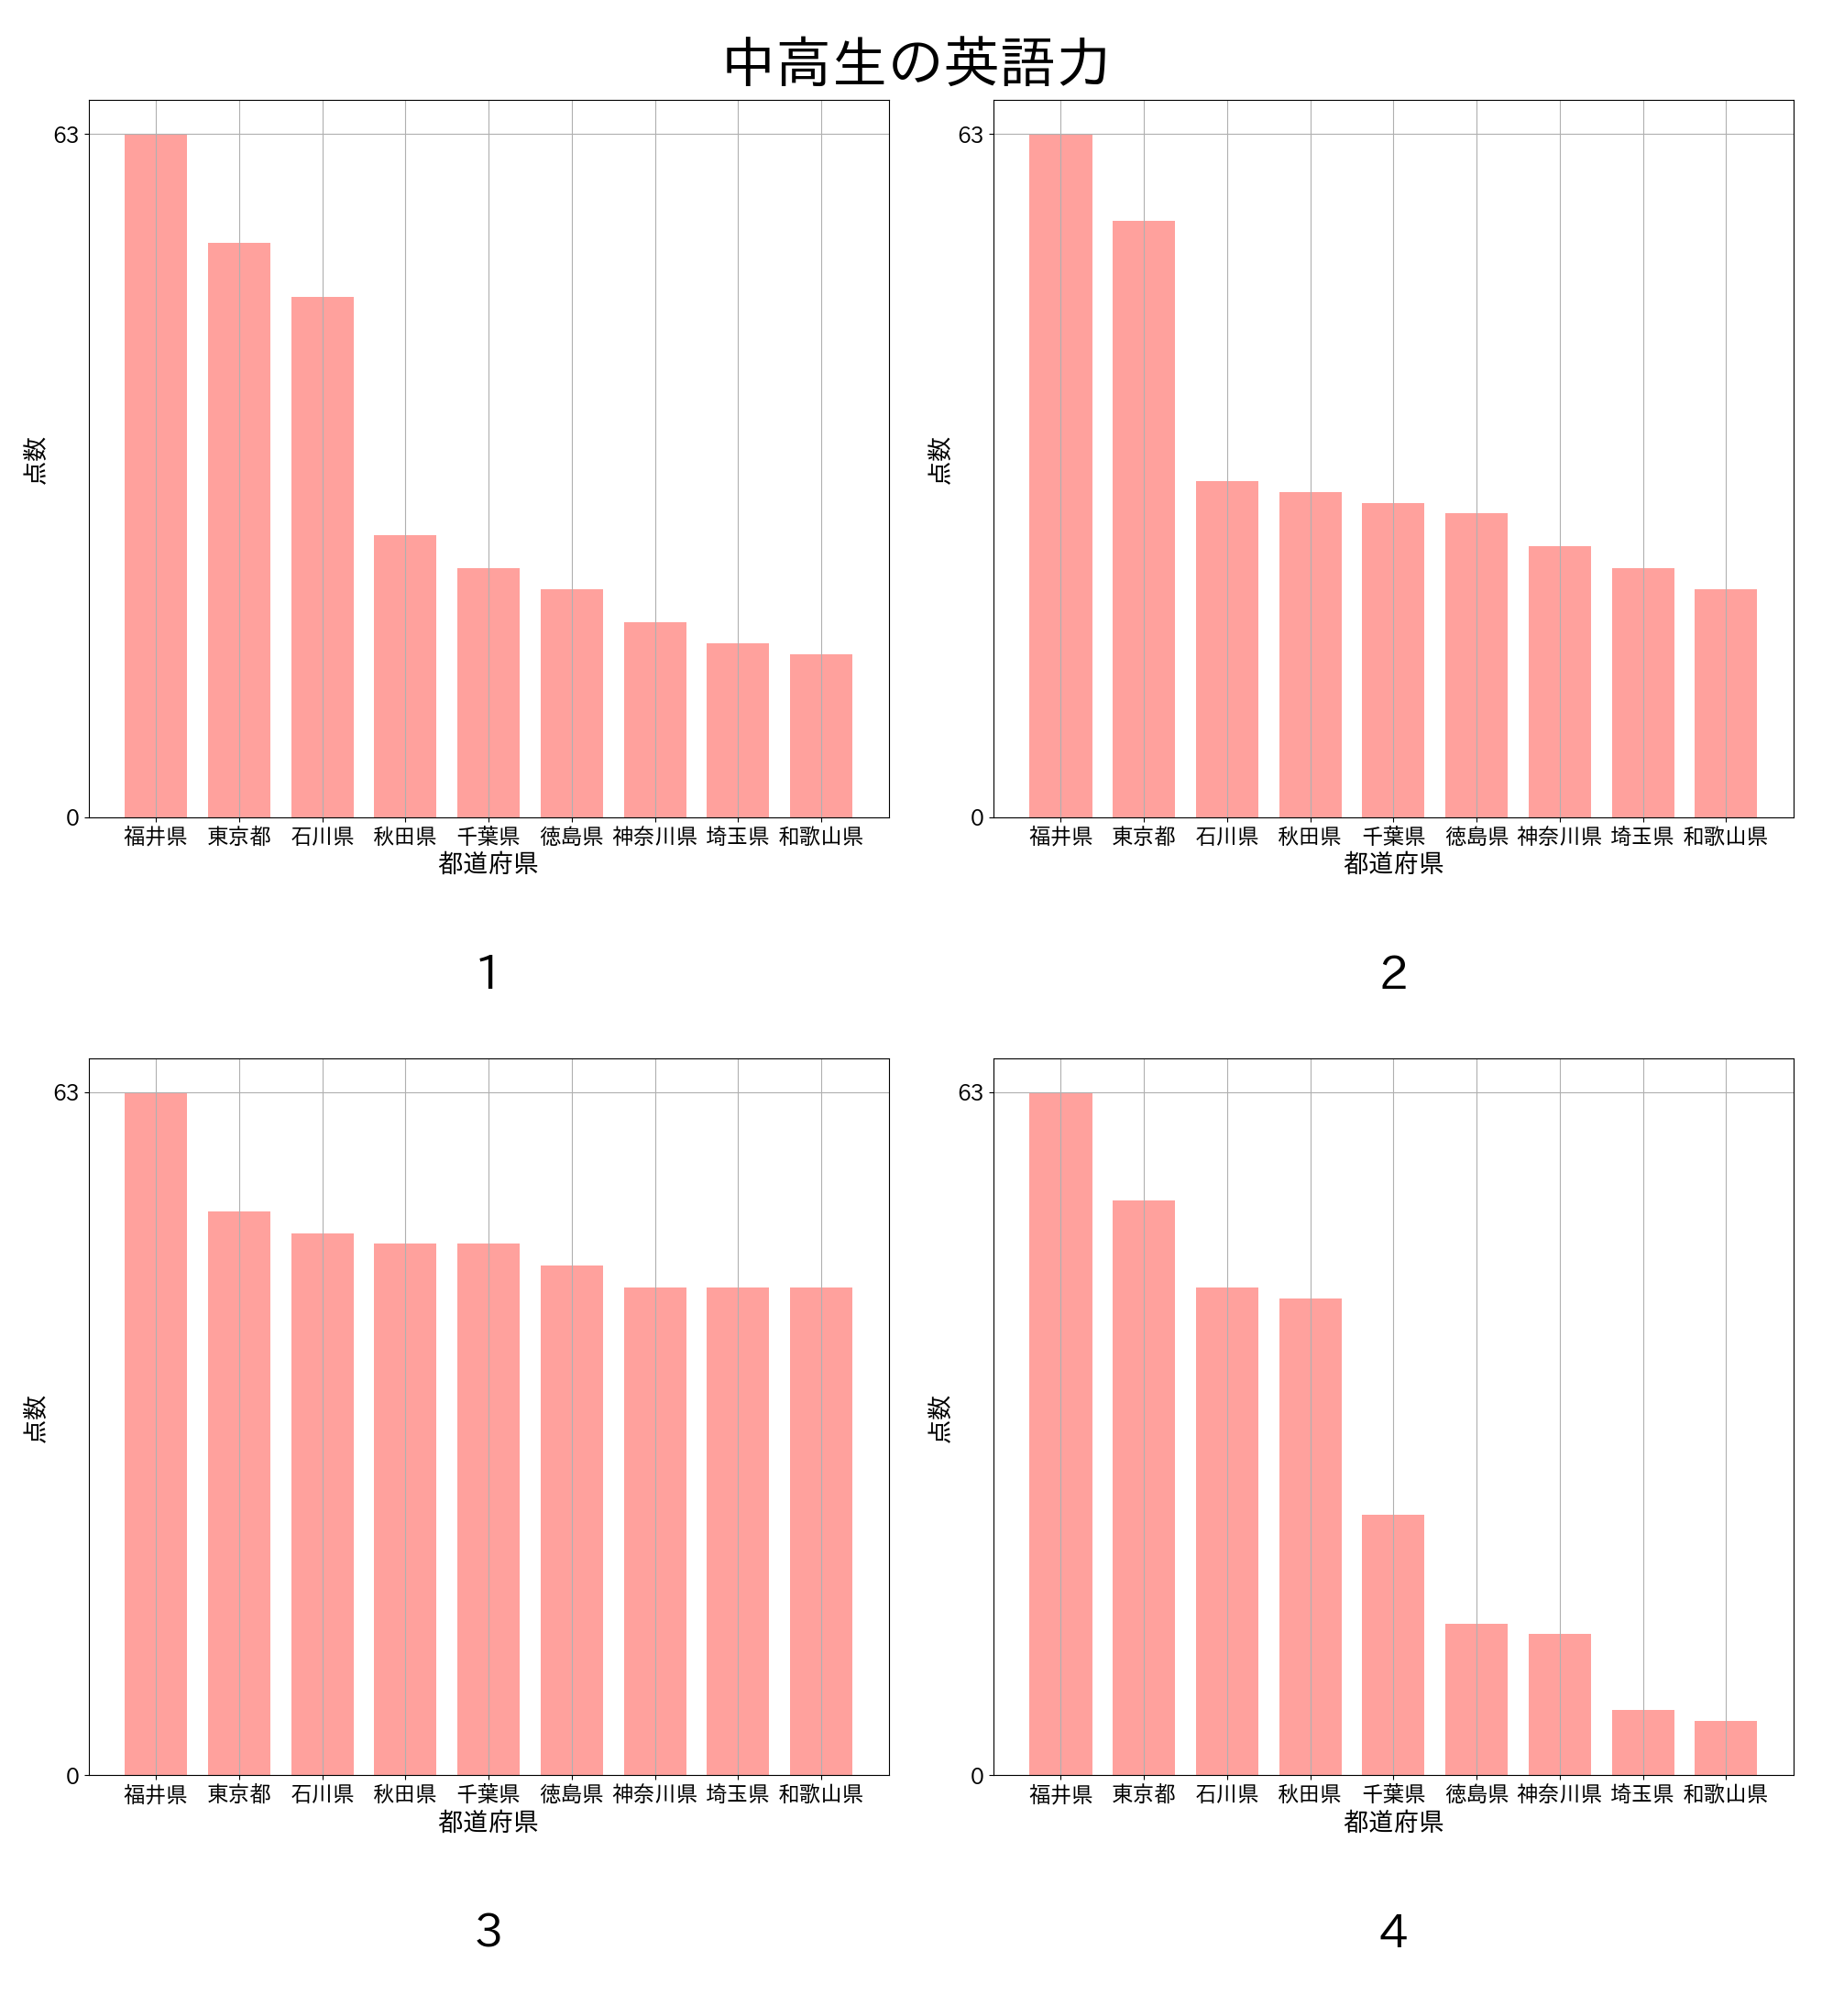 中高生の英語力
63
0
点数
福井県 東京都 石川県 秋田県 千葉県 徳島県 神奈川県 埼玉県 和歌山県
都道府県
1
63
0
点数
福井県 東京都 石川県 秋田県 千葉県 徳島県 神奈川県 埼玉県 和歌山県
都道府県
2
63
0
点数
福井県 東京都 石川県 秋田県 千葉県 徳島県 神奈川県 埼玉県 和歌山県
都道府県
3
63
0
点数
福井県 東京都 石川県 秋田県 千葉県 徳島県 神奈川県 埼玉県 和歌山県
都道府県
4